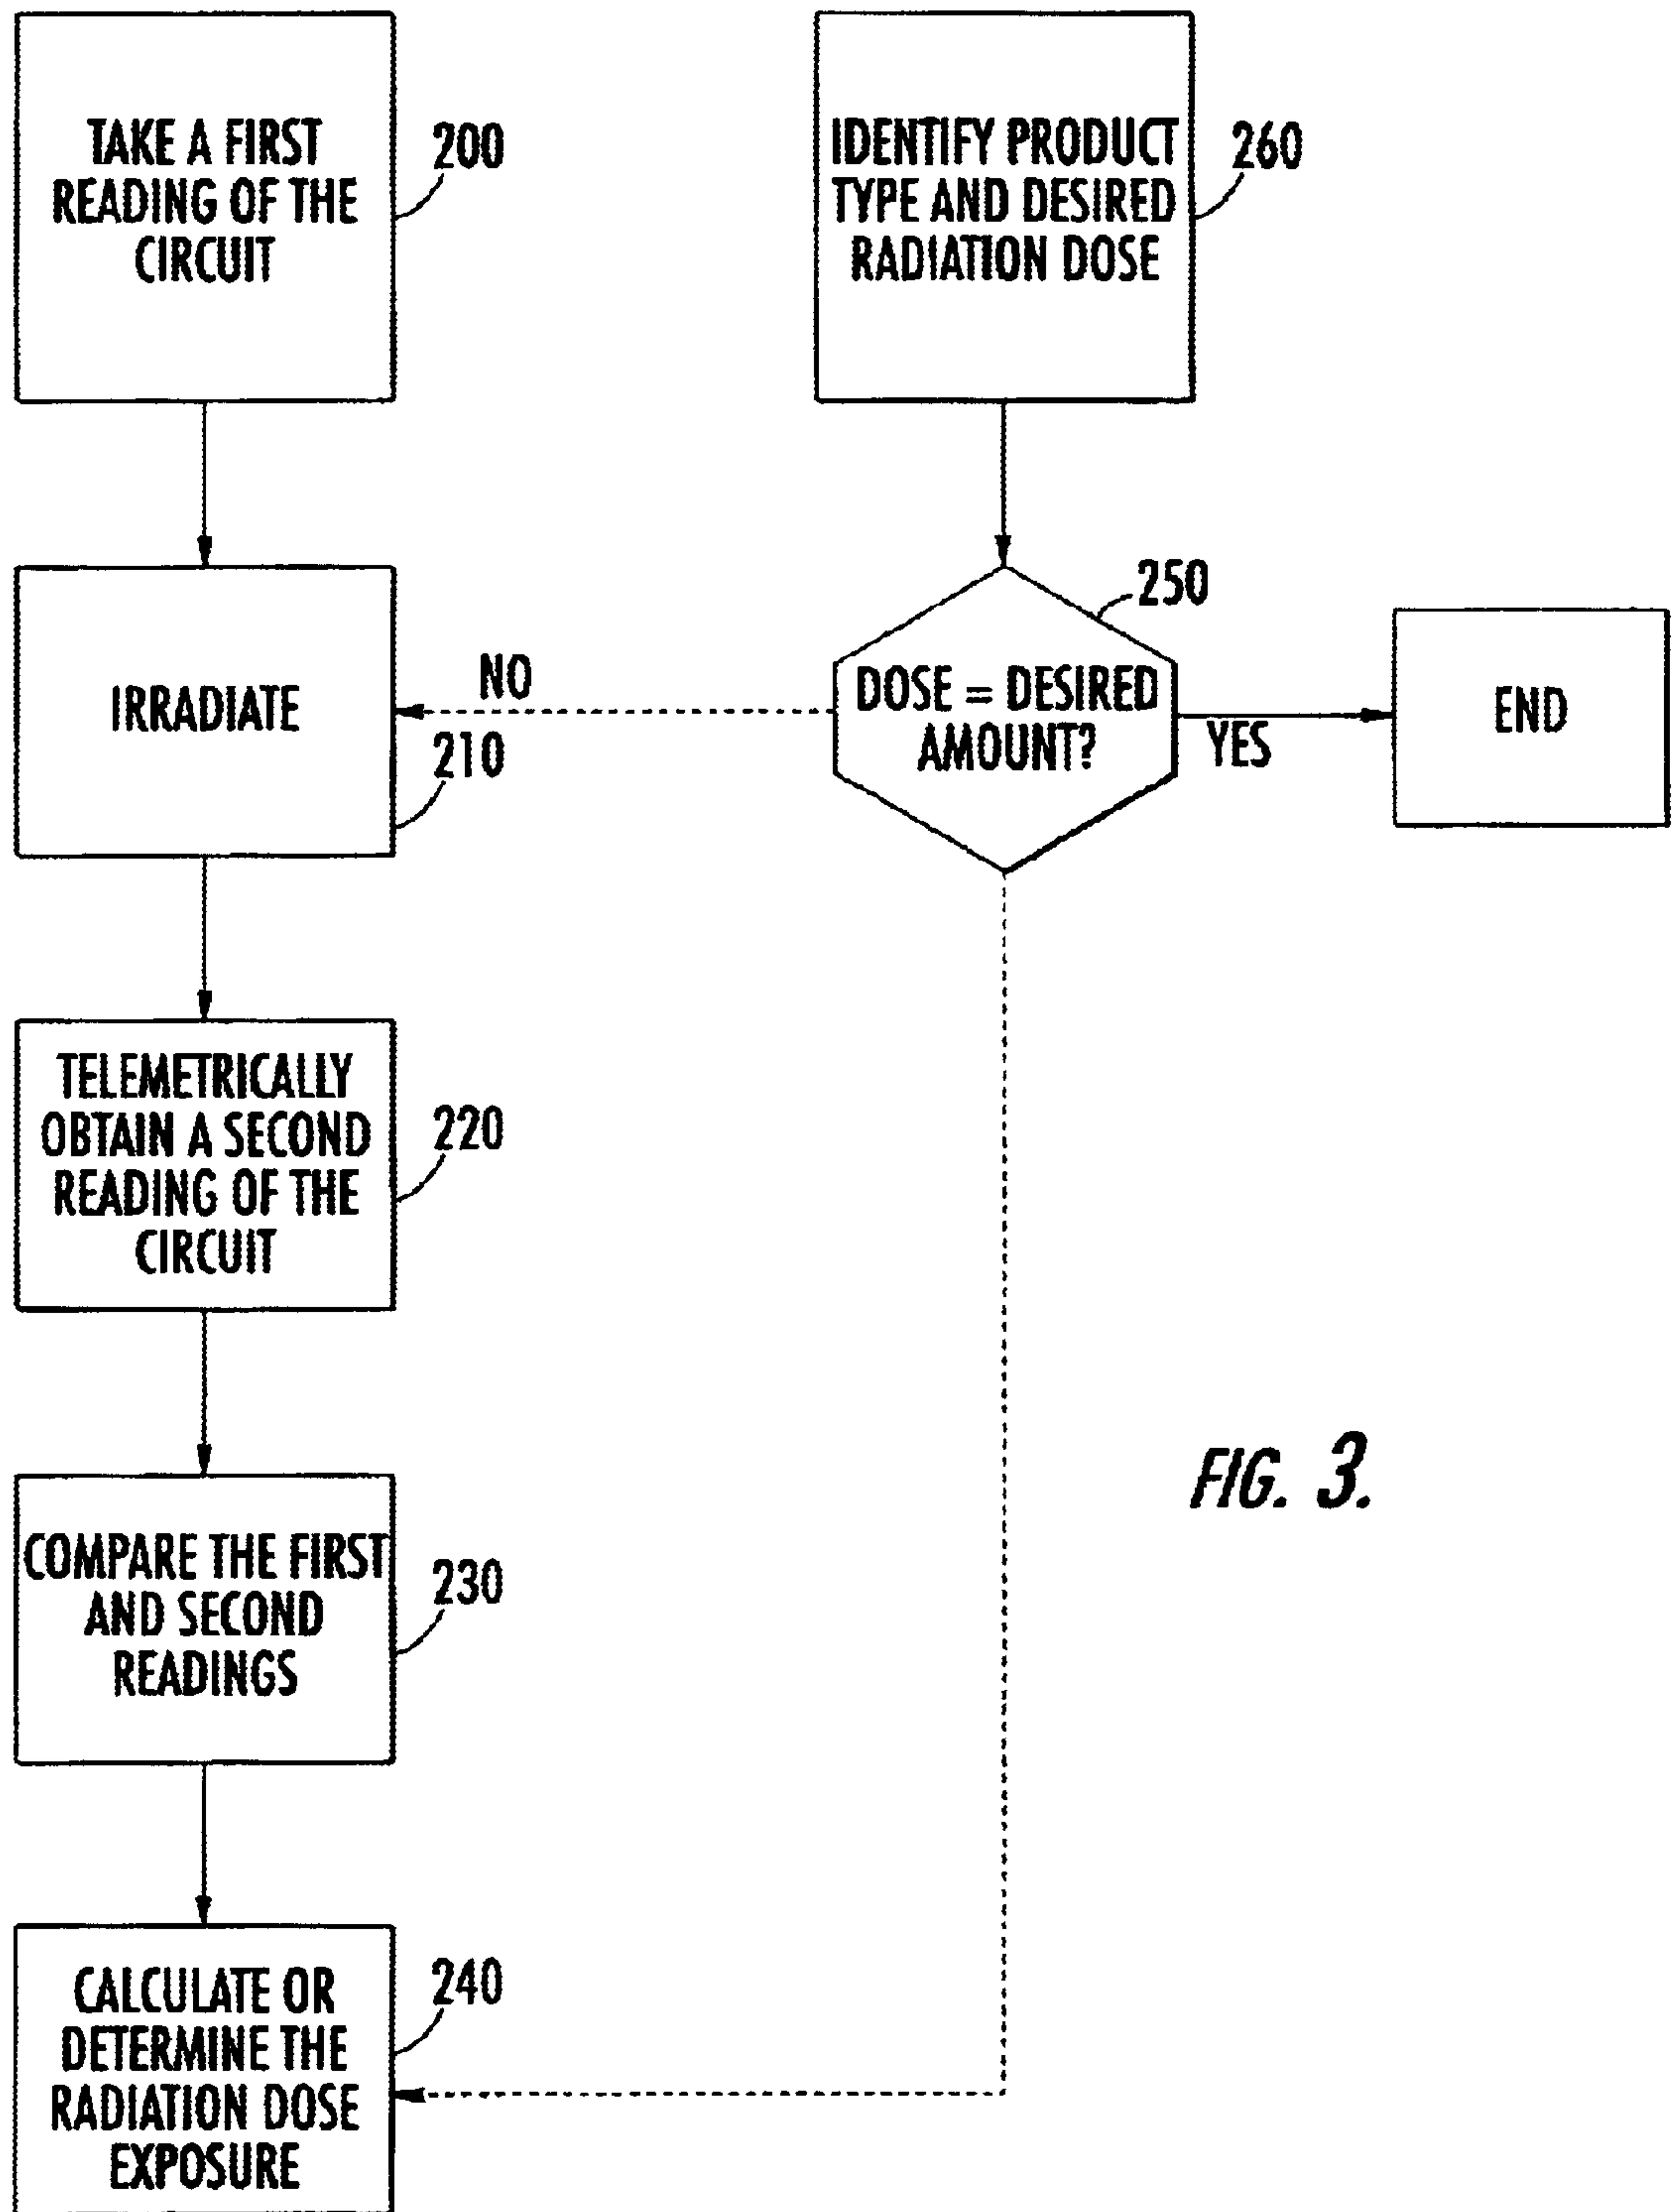 TAKE A FIRST
READING OF THE
CIRCUIT
200
IDENTIFY PRODUCT
TYPE AND DESIRED
RADIATION DOSE
260
IRRADIATE
210
NO
DOSE = DESIRED
AMOUNT?
250
YES
END
TELEMETRICALLY
OBTAIN A SECOND
READING OF THE
CIRCUIT
220
COMPARE THE FIRST
AND SECOND
READINGS
230
CALCULATE OR
DETERMINE THE
RADIATION DOSE
EXPOSURE
240
FIG. 3.